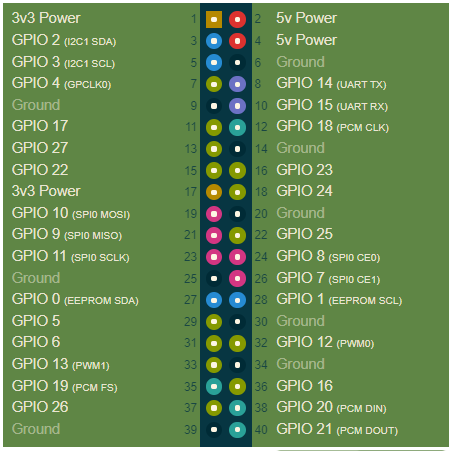 3v3 Power 1 2 5v Power
GPIO 2 (I2C1 SDA) 3 4 5v Power
GPIO 3 (I2C1 SCL) 5 6 Ground
GPIO 4 (GPCLK0) 7 8 GPIO 14 (UART TX)
Ground 9 10 GPIO 15 (UART RX)
GPIO 17 11 12 GPIO 18 (PCM CLK)
GPIO 27 13 14 Ground
GPIO 22 15 16 GPIO 23
3v3 Power 17 18 GPIO 24
GPIO 10 (SPI0 MOSI) 19 20 Ground
GPIO 9 (SPI0 MISO) 21 22 GPIO 25
GPIO 11 (SPI0 SCLK) 23 24 GPIO 8 (SPI0 CE0)
Ground 25 26 GPIO 7 (SPI0 CE1)
GPIO 0 (EEPROM SDA) 27 28 GPIO 1 (EEPROM SCL)
GPIO 5 29 30 Ground
GPIO 6 31 32 GPIO 12 (PWM0)
GPIO 13 (PWM1) 33 34 Ground
GPIO 19 (PCM FS) 35 36 GPIO 16
GPIO 26 37 38 GPIO 20 (PCM DIN)
Ground 39 40 GPIO 21 (PCM DOUT)